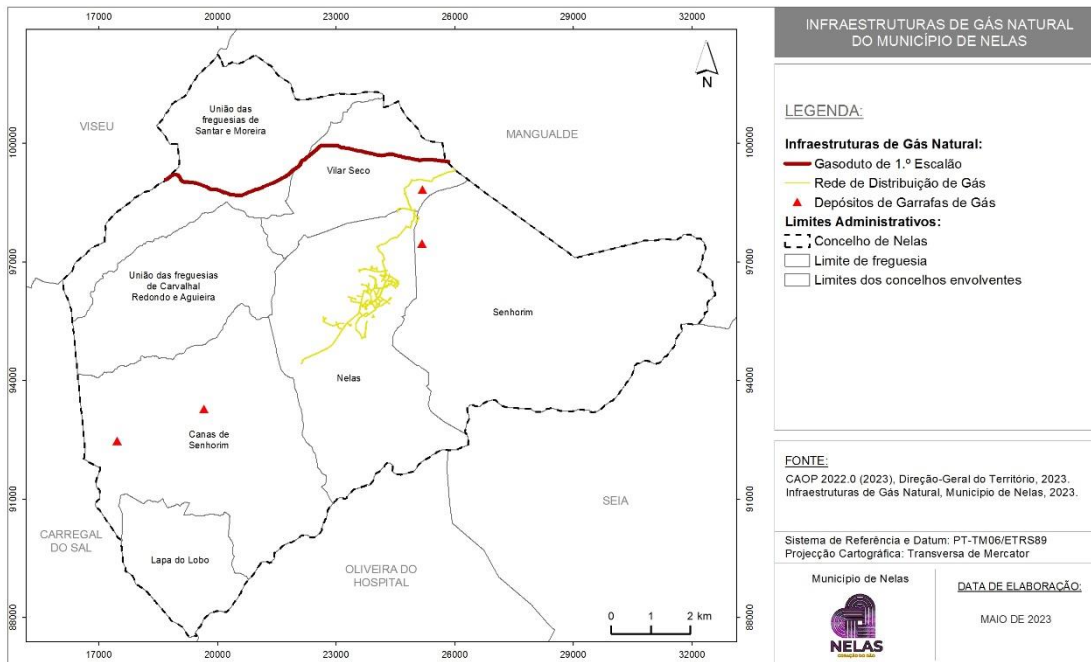 17000
20000
23000
26000
29000
32000
INFRAESTRUTURAS DE GÁS NATURAL
DO MUNICÍPIO DE NELAS
N
União das
freguesias de
Santar e Moreira
VISEU
MANGUALDE
Vilar Seco
União das freguesias
de Carvalhal
Redondo e Aguieira
Senhorim
Nelas
Canas de
Senhorim
SEIA
CARREGAL
DO SAL
Lapa do Lobo
OLIVEIRA DO
HOSPITAL
0 1 2 km
100000
97000
94000
91000
88000
100000
97000
94000
91000
88000
17000
20000
23000
26000
29000
32000
LEGENDA:
Infraestruturas de Gás Natural:
Gasoduto de 1.º Escalão
Rede de Distribuição de Gás
Depósitos de Garrafas de Gás
Limites Administrativos:
Concelho de Nelas
Limite de freguesia
Limites dos concelhos envolventes
FONTE:
CAOP 2022.0 (2023), Direção-Geral do Território, 2023.
Infraestruturas de Gás Natural, Município de Nelas, 2023.
Sistema de Referência e Datum: PT-TM06/ETRS89
Projecção Cartográfica: Transversa de Mercator
Município de Nelas
NELAS
CORAÇÃO DO DÃO
DATA DE ELABORAÇÃO:
MAIO DE 2023